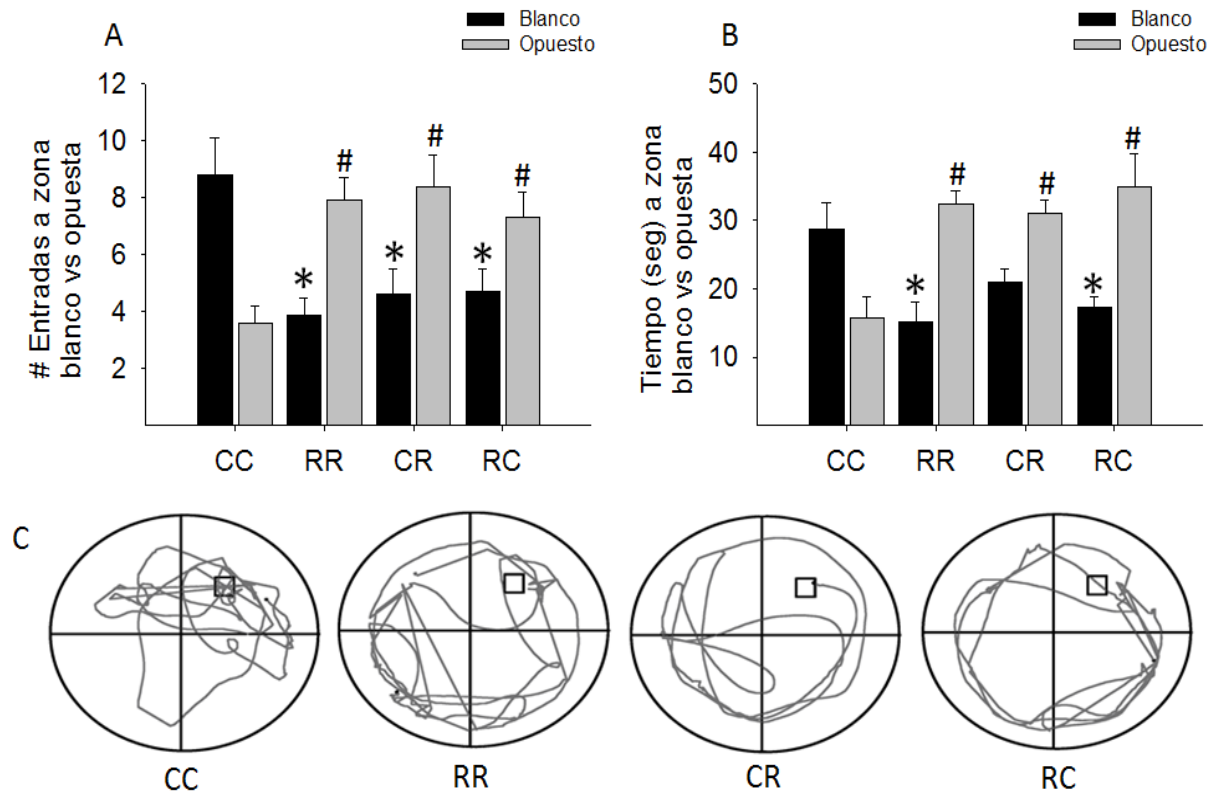 A
Blanco
Opuesto
# Entradas a zona
blanco vs opuesta
12
10
8
6
4
2
*
#
*
#
*
#
CC RR CR RC
B
Blanco
Opuesto
Tiempo (seg) a zona
blanco vs opuesta
50
40
30
20
10
*
#
#
*
#
CC RR CR RC
C
CC RR CR RC